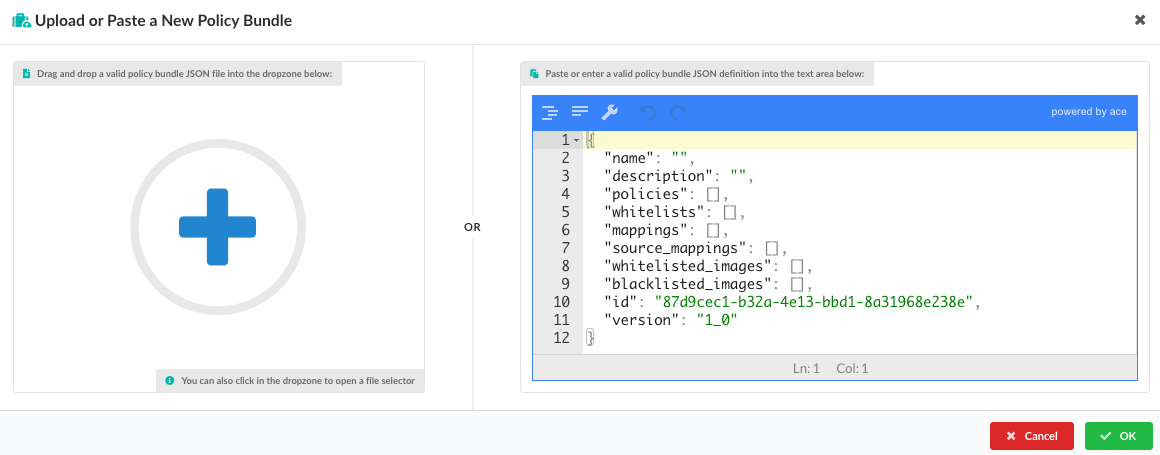 Upload or Paste a New Policy Bundle
Drag and drop a valid policy bundle JSON file into the dropzone below:
You can also click in the dropzone to open a file selector
OR
Paste or enter a valid policy bundle JSON definition into the text area below:
powered by ace
1 {
2 "name": "",
3 "description": "",
4 "policies": [],
5 "whitelists": [],
6 "mappings": [],
7 "source_mappings": [],
8 "whitelisted_images": [],
9 "blacklisted_images": [],
10 "id": "87d9cec1-b32a-4e13-bbd1-8a31968e238e",
11 "version": "1_0"
12 }
Ln: 1 Col: 1
Cancel
OK